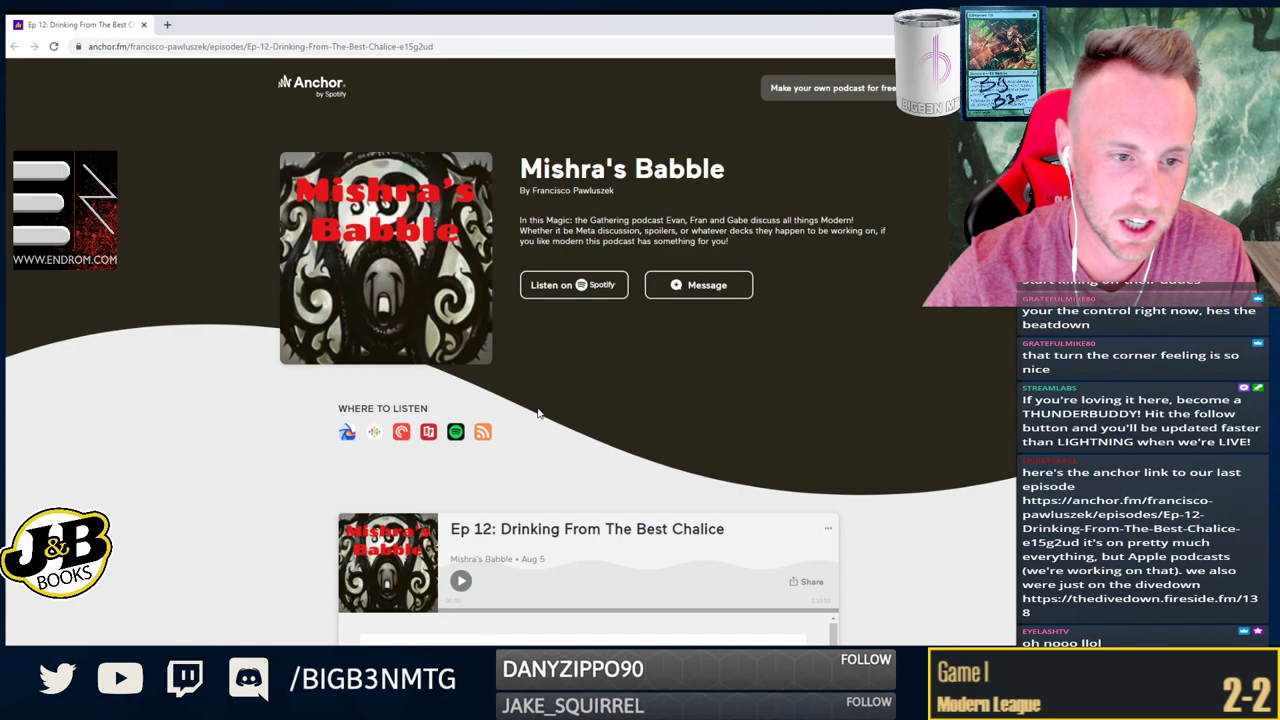 Ep 12: Drinking From The Best C
anchor.fm/francisco-pawluszek/episodes/Ep-12-Drinking-From-The-Best-Chalice-e15g2ud
Anchor
by Spotify
Make your own podcast for free
BIGB3N M
WWW.ENDROM.COM
Mishra's
Babble
Mishra's Babble
By Francisco Pawluszek
In this Magic: the Gathering podcast Evan, Fran and Gabe discuss all things Modern!
Whether it be Meta discussion, spoilers, or whatever decks they happen to be working on, if
you like modern this podcast has something for you!
Listen on Spotify
Message
WHERE TO LISTEN
Mishra's
Babble
Ep 12: Drinking From The Best Chalice
Mishra's Babble • Aug 5
Share
00:00
J&B
BOOKS
start killing off their dudes
GRATEFULMIKE80
your the control right now, hes the
beatdown
GRATEFULMIKE80
that turn the corner feeling is so
nice
STREAMLABS
If you're loving it here, become a
THUNDERBUDDY! Hit the follow
button and you'll be updated faster
than LIGHTNING when we're LIVE!
here's the anchor link to our last
episode
https://anchor.fm/francisco-
pawluszek/episodes/Ep-12-
Drinking-From-The-Best-Chalice-
e15g2ud it's on pretty much
everything, but Apple podcasts
(we're working on that). we also
were just on the divedown
https://thedivedown.fireside.fm/13
8
EYELASHTV
oh nooo llol
/BIGB3NMTG
DANYZIPPO90
FOLLOW
JAKE_SQUIRREL
FOLLOW
Game 1
Modern League
2-2